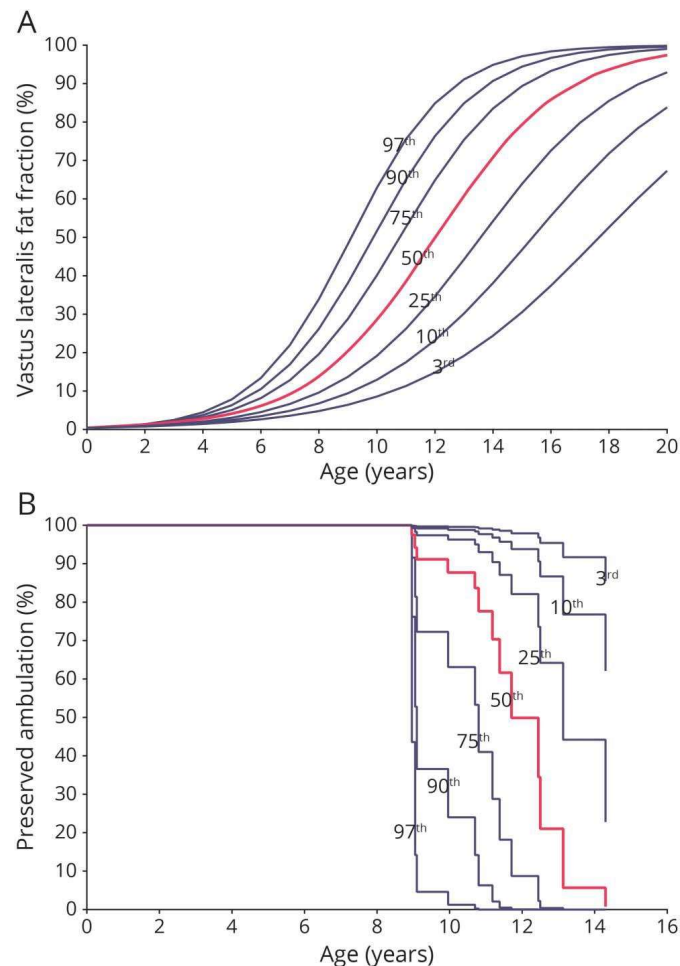 A
Vastus lateralis fat fraction (%)
100
90
80
70
60
50
40
30
20
10
0
97th
90th
75th
50th
25th
10th
3rd
0 2 4 6 8 10 12 14 16 18 20
Age (years)
B
Preserved ambulation (%)
100
90
80
70
60
50
40
30
20
10
0
3rd
10th
25th
50th
75th
90th
97th
0 2 4 6 8 10 12 14 16
Age (years)